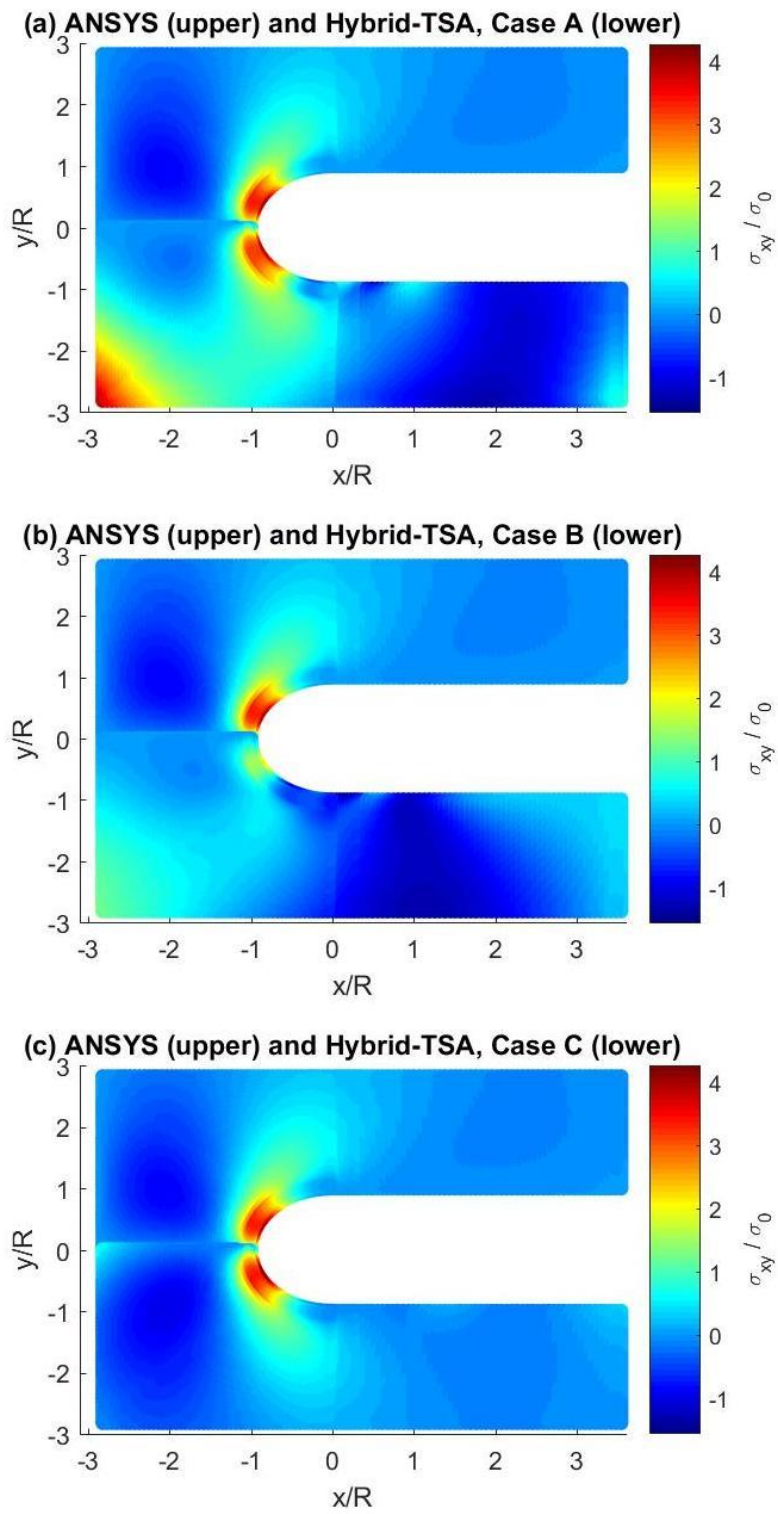 (a) ANSYS (upper) and Hybrid-TSA, Case A (lower)
3
2
1
0
-1
-2
-3
y/R
-3 -2 -1 0 1 2 3
x/R
4
3
2
1
0
-1
σxy / σ0
(b) ANSYS (upper) and Hybrid-TSA, Case B (lower)
3
2
1
0
-1
-2
-3
y/R
-3 -2 -1 0 1 2 3
x/R
4
3
2
1
0
-1
σxy / σ0
(c) ANSYS (upper) and Hybrid-TSA, Case C (lower)
3
2
1
0
-1
-2
-3
y/R
-3 -2 -1 0 1 2 3
x/R
4
3
2
1
0
-1
σxy / σ0